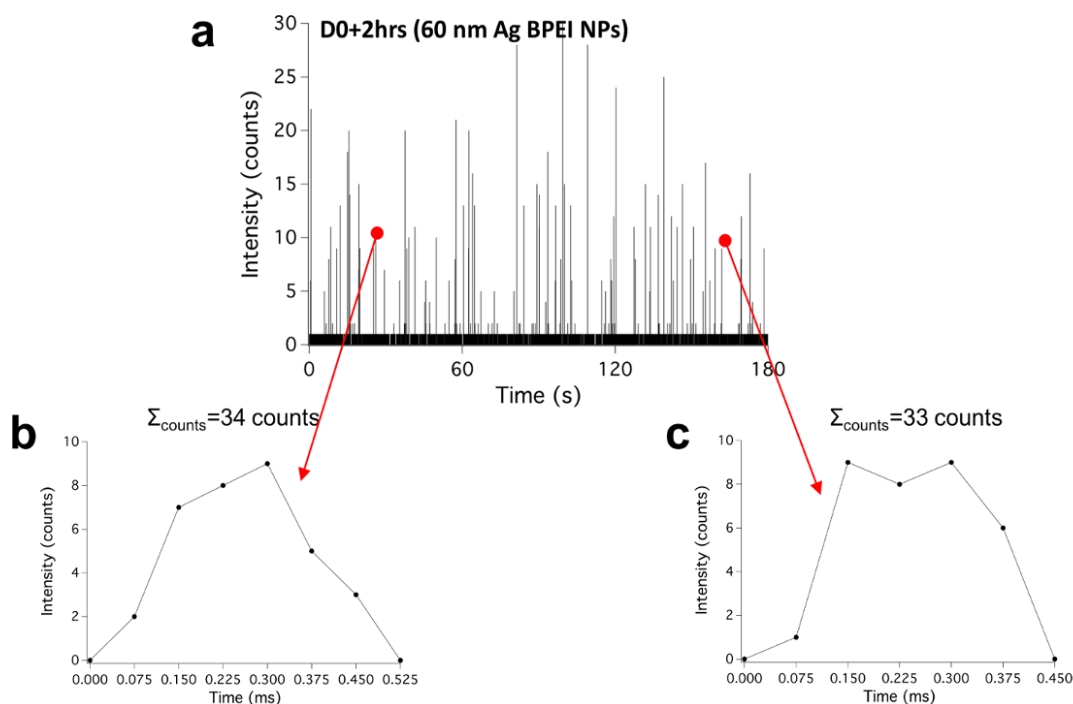 a
D0+2hrs (60 nm Ag BPEI NPs)
Intensity (counts)
30
25
20
15
10
5
0
0 60 120 180
Time (s)
b
Σcounts=34 counts
Intensity (counts)
10
8
6
4
2
0
0.000 0.075 0.150 0.225 0.300 0.375 0.450 0.525
Time (ms)
c
Σcounts=33 counts
Intensity (counts)
10
8
6
4
2
0
0.000 0.075 0.150 0.225 0.300 0.375 0.450
Time (ms)